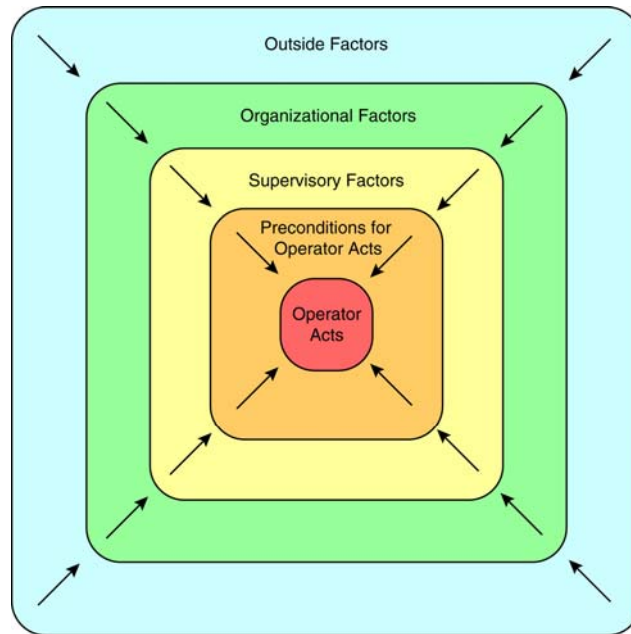 Outside Factors
Organizational Factors
Supervisory Factors
Preconditions for
Operator Acts
Operator
Acts